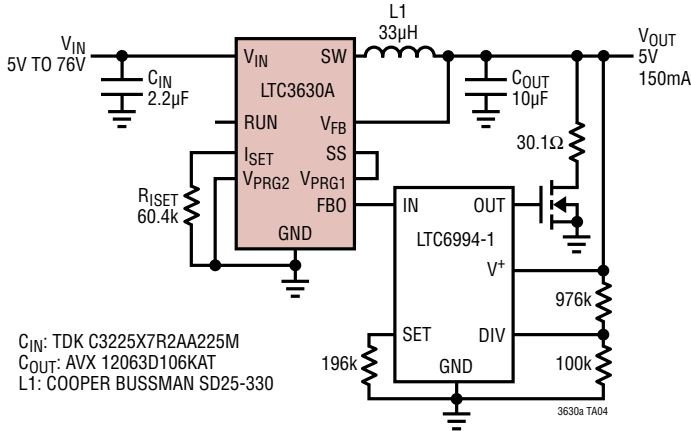 L1
33µH
VIN
5V TO 76V
CIN
2.2µF
VIN
SW
LTC3630A
RUN
VFB
ISET
SS
VPRG2
VPRG1
FBO
GND
RISET
60.4k
COUT
10µF
VOUT
5V
150mA
30.1Ω
IN
OUT
LTC6994-1
V+
SET
DIV
GND
976k
196k
100k
CIN: TDK C3225X7R2AA225M
COUT: AVX 12063D106KAT
L1: COOPER BUSSMAN SD25-330
3630a TA04